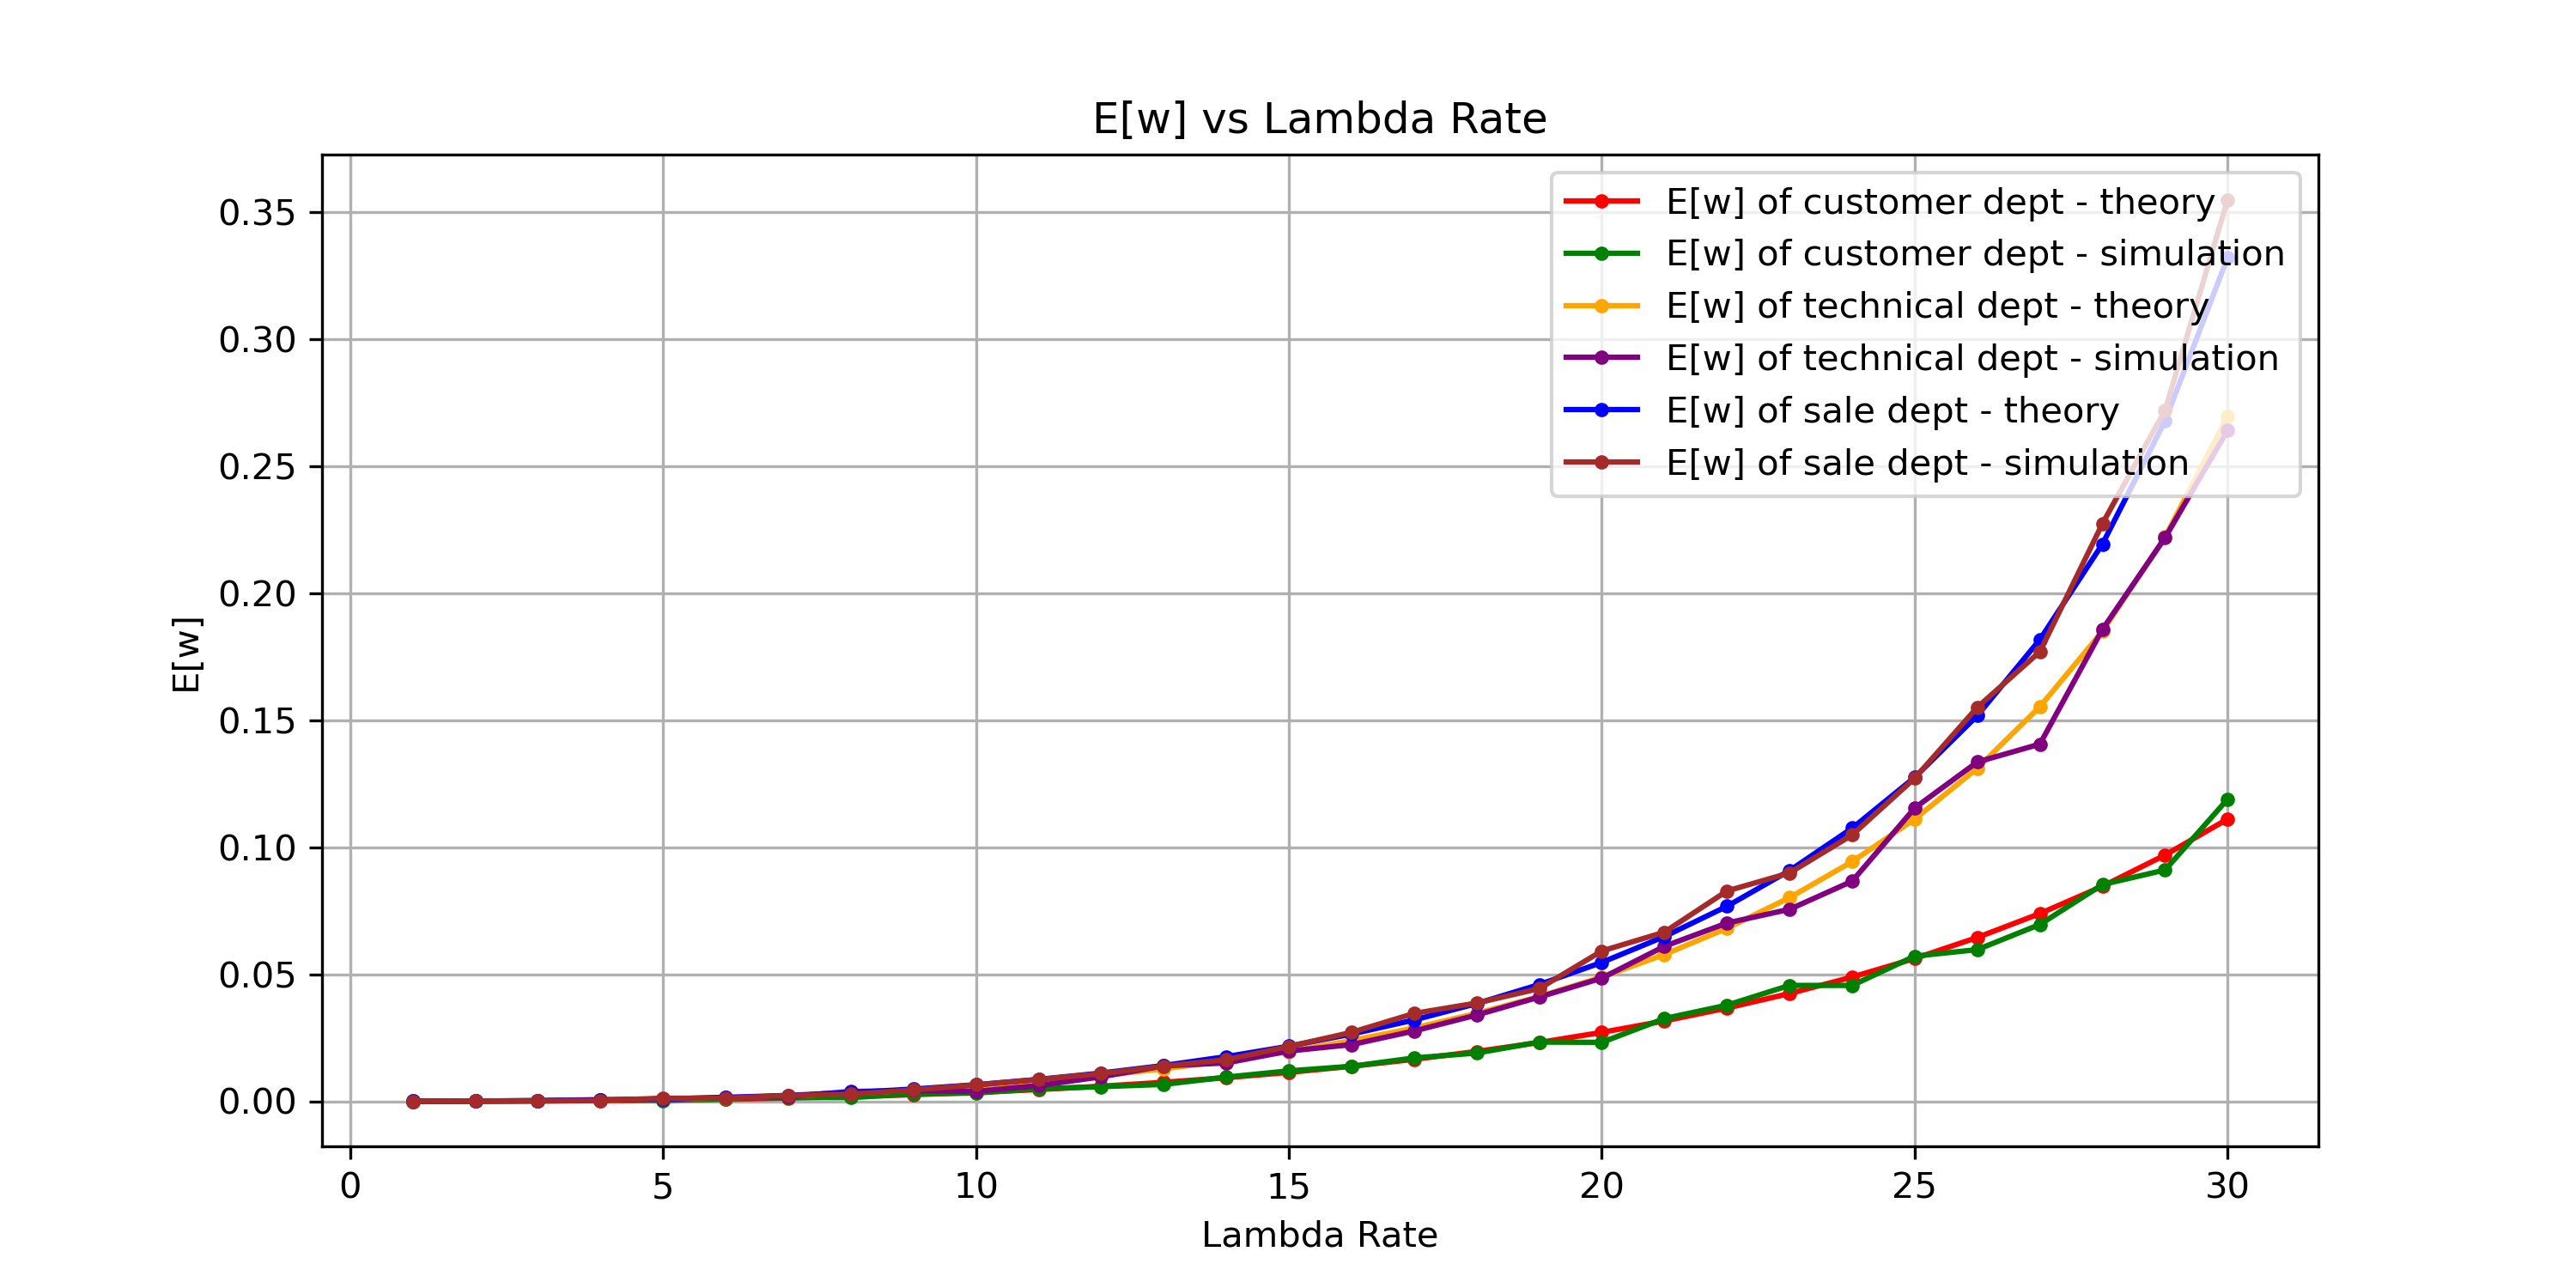 E[w] vs Lambda Rate
E[w] of customer dept - theory
E[w] of customer dept - simulation
E[w] of technical dept - theory
E[w] of technical dept - simulation
E[w] of sale dept - theory
E[w] of sale dept - simulation
0.35
0.30
0.25
0.20
0.15
0.10
0.05
0.00
E[w]
0 5 10 15 20 25 30
Lambda Rate